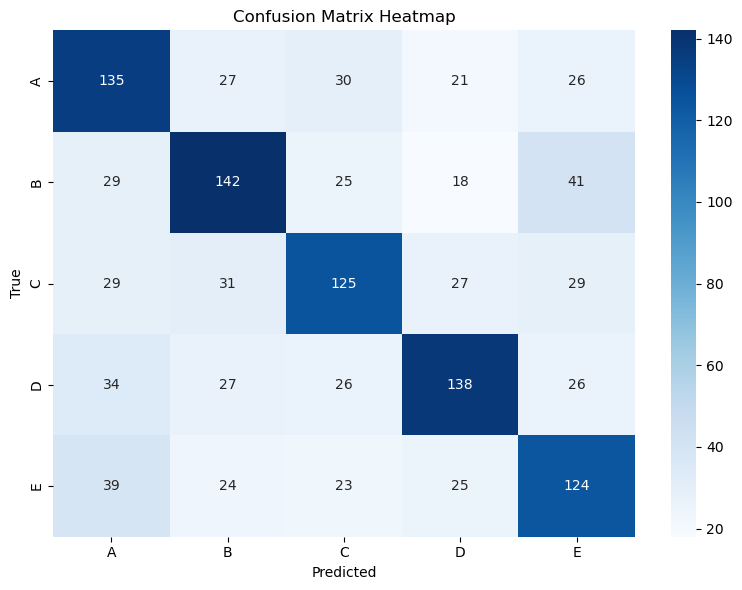 Confusion Matrix Heatmap
True
A 135 27 30 21 26
B 29 142 25 18 41
C 29 31 125 27 29
D 34 27 26 138 26
E 39 24 23 25 124
A B C D E
Predicted
140
120
100
80
60
40
20